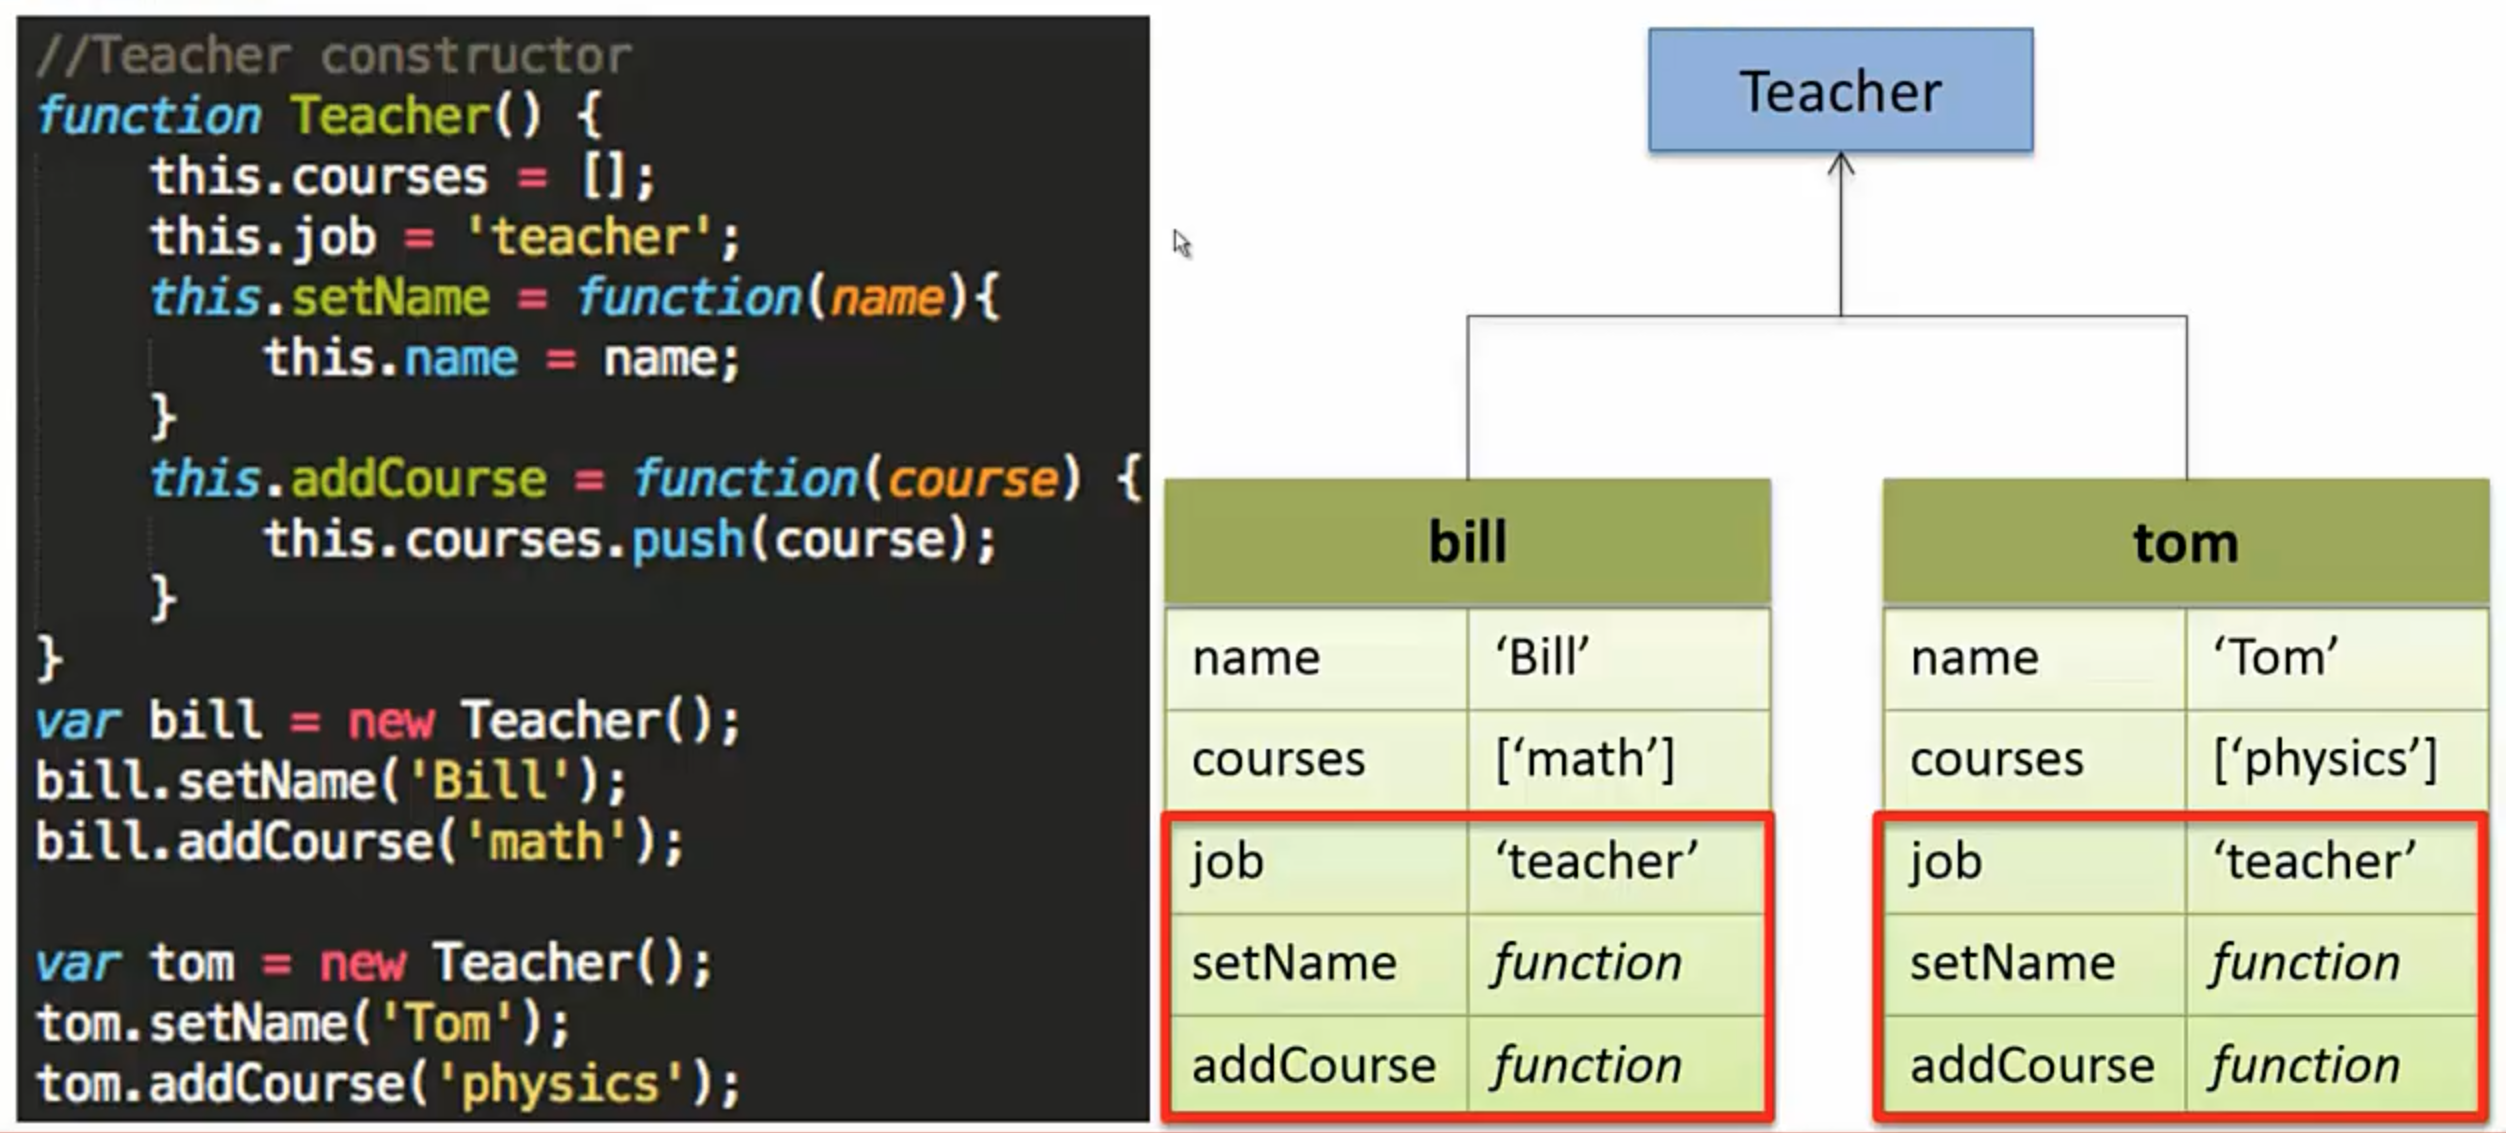 //Teacher constructor
function Teacher() {
this.courses = [];
this.job = 'teacher';
this.setName = function(name){
this.name = name;
}
this.addCourse = function(course) {
this.courses.push(course);
}
}
var bill = new Teacher();
bill.setName('Bill');
bill.addCourse('math');
var tom = new Teacher();
tom.setName('Tom');
tom.addCourse('physics');
Teacher
bill
name ‘Bill’
courses [‘math’]
job ‘teacher’
setName function
addCourse function
tom
name ‘Tom’
courses [‘physics’]
job ‘teacher’
setName function
addCourse function